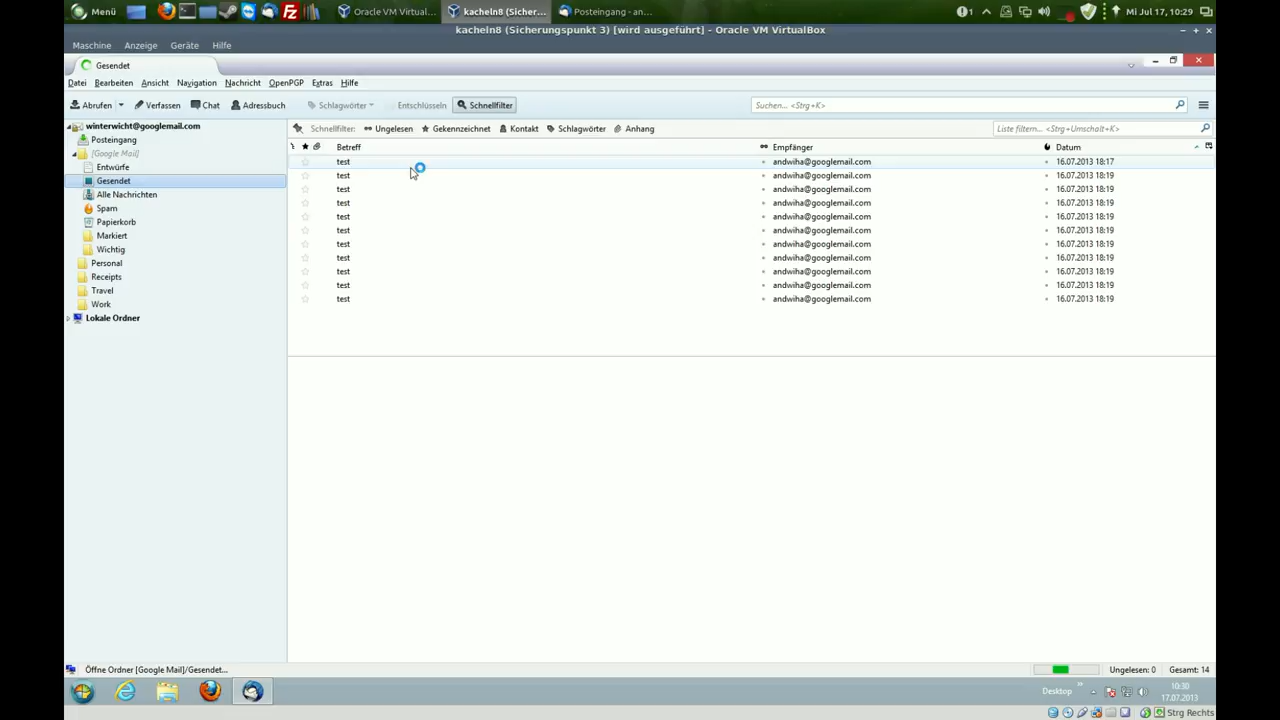 Menü Oracle VM Virtual... kacheln8 (Sicher... Posteingang - an... 1 Mi Jul 17, 10:29
kacheln8 (Sicherungspunkt 3) [wird ausgeführt] - Oracle VM VirtualBox
Maschine Anzeige Geräte Hilfe
Gesendet
Datei Bearbeiten Ansicht Navigation Nachricht OpenPGP Extras Hilfe
Abrufen Verfassen Chat Adressbuch Schlagwörter Entschlüsseln Schnellfilter Suchen... <Strg+K>
winterwicht@googlemail.com
Posteingang
[Google Mail]
Entwürfe
Gesendet
Alle Nachrichten
Spam
Papierkorb
Markiert
Wichtig
Personal
Receipts
Travel
Work
Lokale Ordner
Schnellfilter: Ungelesen Gekennzeichnet Kontakt Schlagwörter Anhang Liste filtern... <Strg+Umschalt+K>
Betreff Empfänger Datum
test andwiha@googlemail.com 16.07.2013 18:17
test andwiha@googlemail.com 16.07.2013 18:19
test andwiha@googlemail.com 16.07.2013 18:19
test andwiha@googlemail.com 16.07.2013 18:19
test andwiha@googlemail.com 16.07.2013 18:19
test andwiha@googlemail.com 16.07.2013 18:19
test andwiha@googlemail.com 16.07.2013 18:19
test andwiha@googlemail.com 16.07.2013 18:19
test andwiha@googlemail.com 16.07.2013 18:19
test andwiha@googlemail.com 16.07.2013 18:19
test andwiha@googlemail.com 16.07.2013 18:19
Öffne Ordner [Google Mail]/Gesendet... Ungelesen: 0 Gesamt: 14
Desktop » 10:30
17.07.2013
Strg Rechts